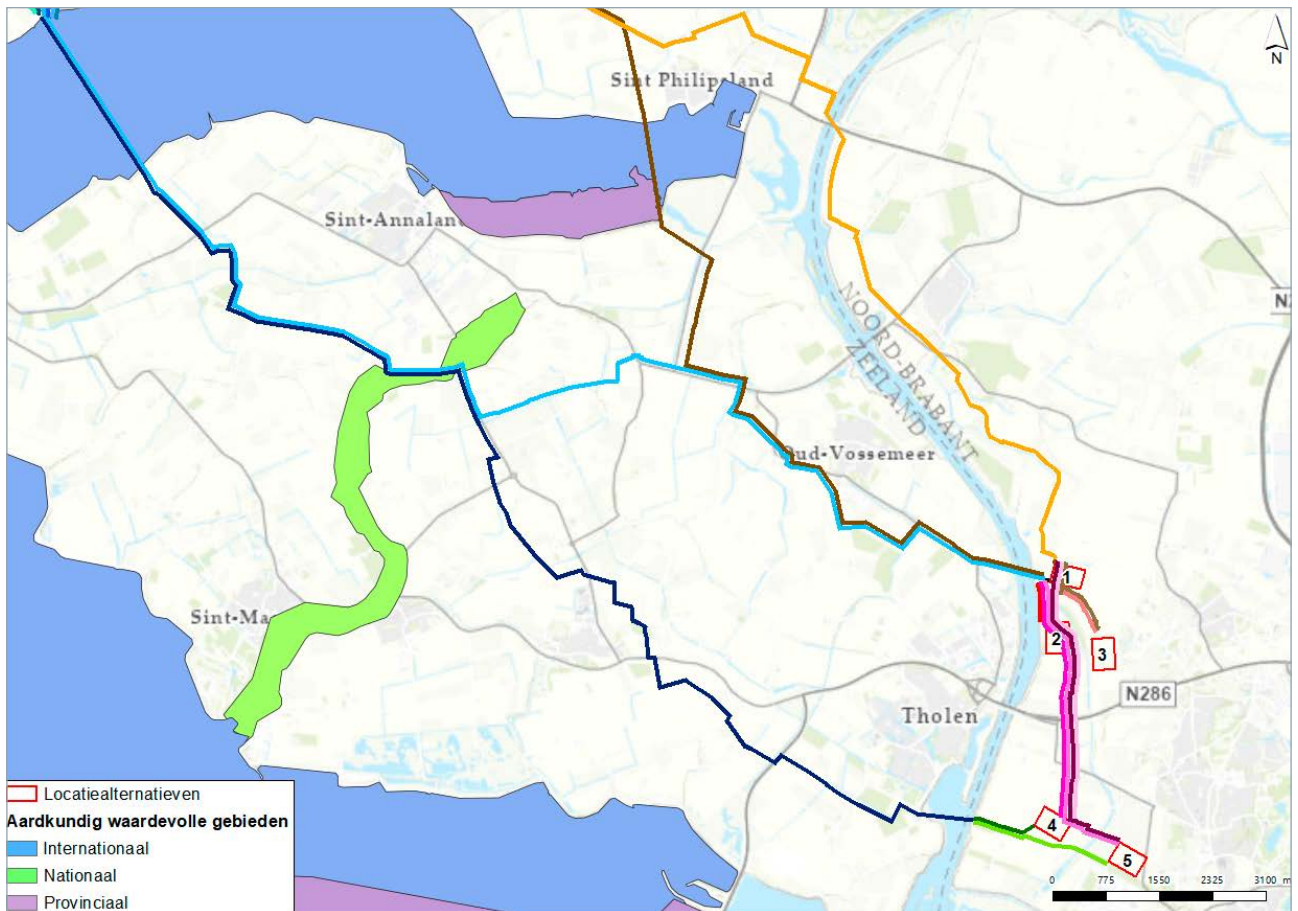 N
Sint Philipsland
Sint-Annaland
NOORD-BRABANT
ZEELAND
Oud-Vossemeer
Sint-Ma
1
2
3
N286
Tholen
4
5
Locatiealternatieven
Aardkundig waardevolle gebieden
Internationaal
Nationaal
Provinciaal
0 775 1550 2325 3100 m